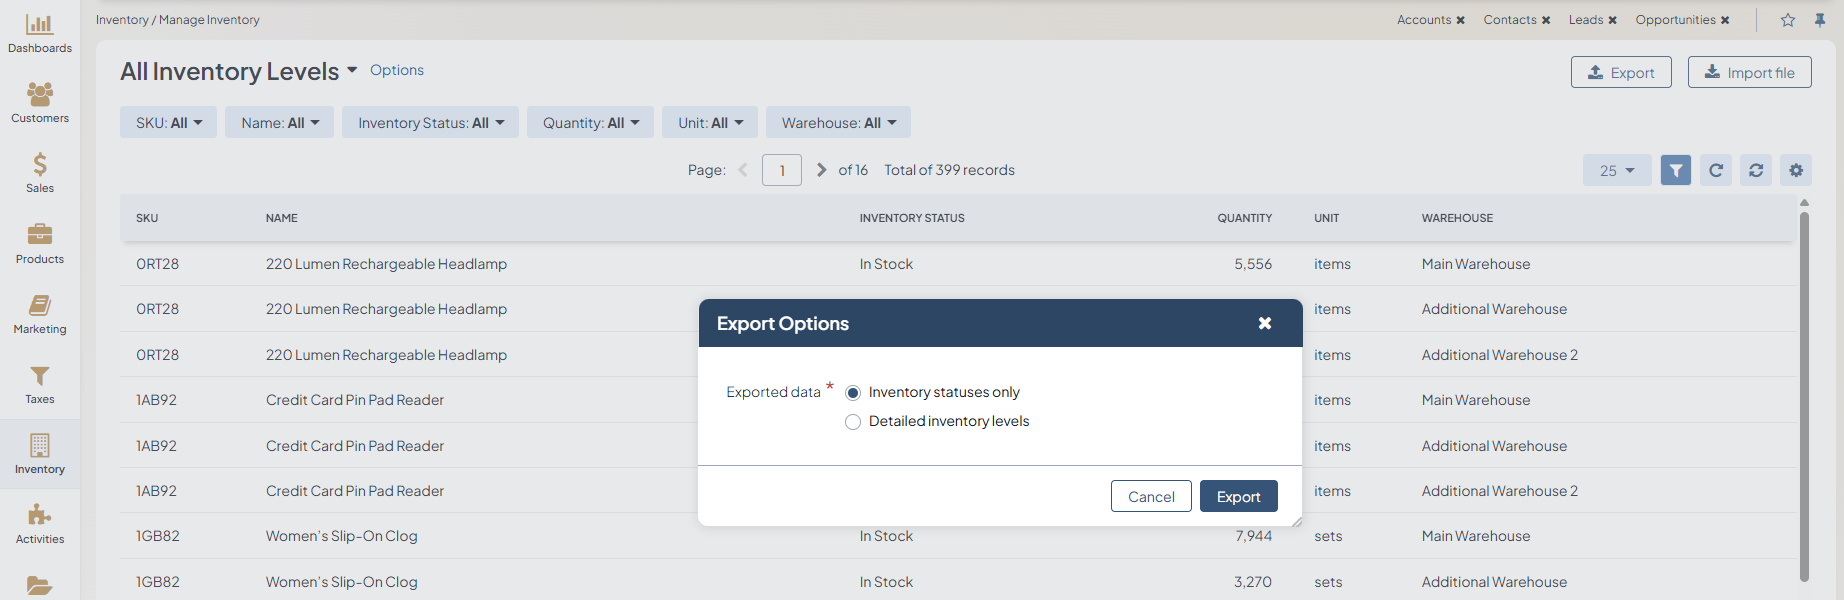 Inventory / Manage Inventory
Accounts Contacts Leads Opportunities
Dashboards
Customers
Sales
Products
Marketing
Taxes
Inventory
Activities
All Inventory Levels Options
Export Import file
SKU: All Name: All Inventory Status: All Quantity: All Unit: All Warehouse: All
Page: 1 of 16 Total of 399 records 25
SKU NAME INVENTORY STATUS QUANTITY UNIT WAREHOUSE
0RT28 220 Lumen Rechargeable Headlamp In Stock 5,556 items Main Warehouse
0RT28 220 Lumen Rechargeable Headlamp items Additional Warehouse
0RT28 220 Lumen Rechargeable Headlamp items Additional Warehouse 2
1AB92 Credit Card Pin Pad Reader items Main Warehouse
1AB92 Credit Card Pin Pad Reader items Additional Warehouse
1AB92 Credit Card Pin Pad Reader items Additional Warehouse 2
1GB82 Women's Slip-On Clog In Stock 7,944 sets Main Warehouse
1GB82 Women's Slip-On Clog In Stock 3,270 sets Additional Warehouse
Export Options
Exported data * Inventory statuses only
Detailed inventory levels
Cancel Export